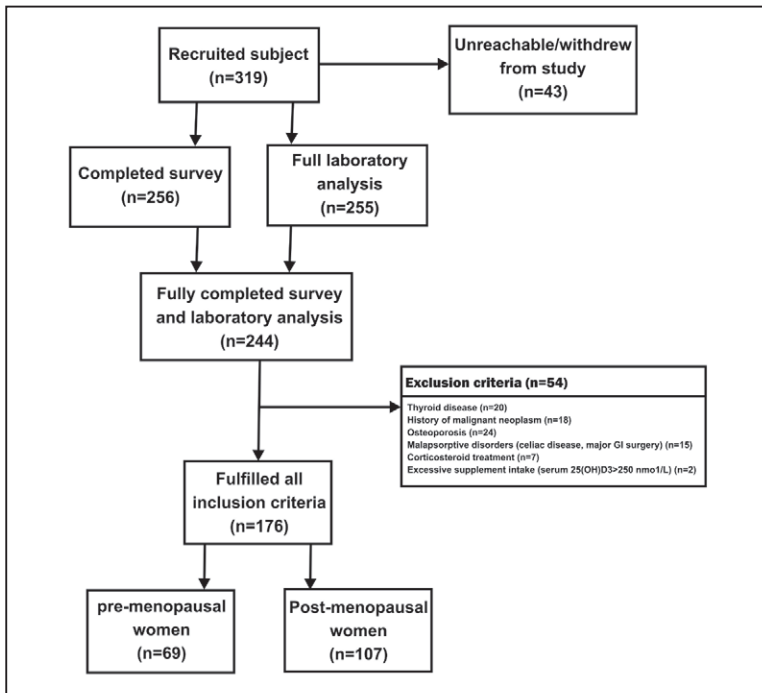 Recruited subject
(n=319)
Unreachable/withdrew
from study
(n=43)
Completed survey
(n=256)
Full laboratory
analysis
(n=255)
Fully completed survey
and laboratory analysis
(n=244)
Exclusion criteria (n=54)
Thyroid disease (n=20)
History of malignant neoplasm (n=18)
Osteoporosis (n=24)
Malapsorptive disorders (celiac disease, major GI surgery) (n=15)
Corticosteroid treatment (n=7)
Excessive supplement intake (serum 25(OH)D3>250 nmo1/L) (n=2)
Fulfilled all
inclusion criteria
(n=176)
pre-menopausal
women
(n=69)
Post-menopausal
women
(n=107)